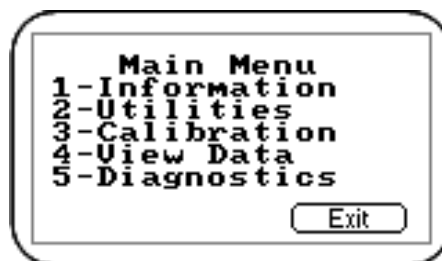 Main Menu
1-Information
2-Utilities
3-Calibration
4-View Data
5-Diagnostics
Exit